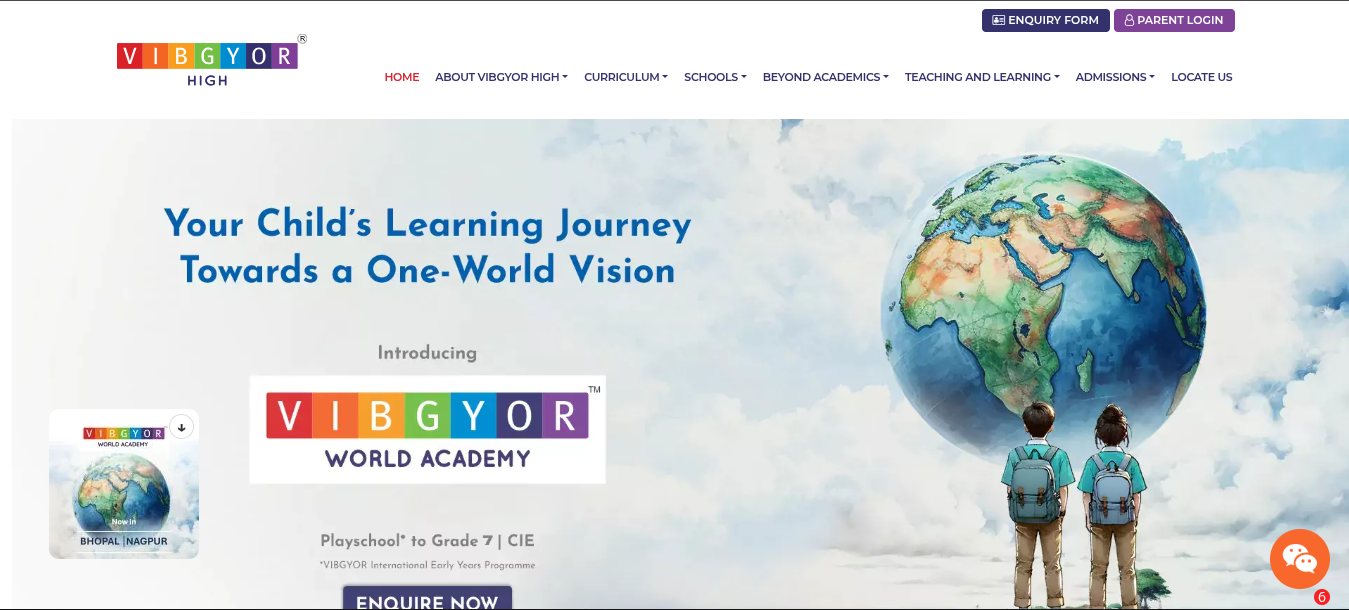 ENQUIRY FORM
PARENT LOGIN
VIBGYOR®
HIGH
HOME
ABOUT VIBGYOR HIGH
CURRICULUM
SCHOOLS
BEYOND ACADEMICS
TEACHING AND LEARNING
ADMISSIONS
LOCATE US
Your Child's Learning Journey
Towards a One-World Vision
Introducing
VIBGYOR™
WORLD ACADEMY
VIBGYOR
WORLD ACADEMY
Now in
BHOPAL | NAGPUR
Playschool* to Grade 7 | CIE
*VIBGYOR International Early Years Programme
ENQUIRE NOW
6